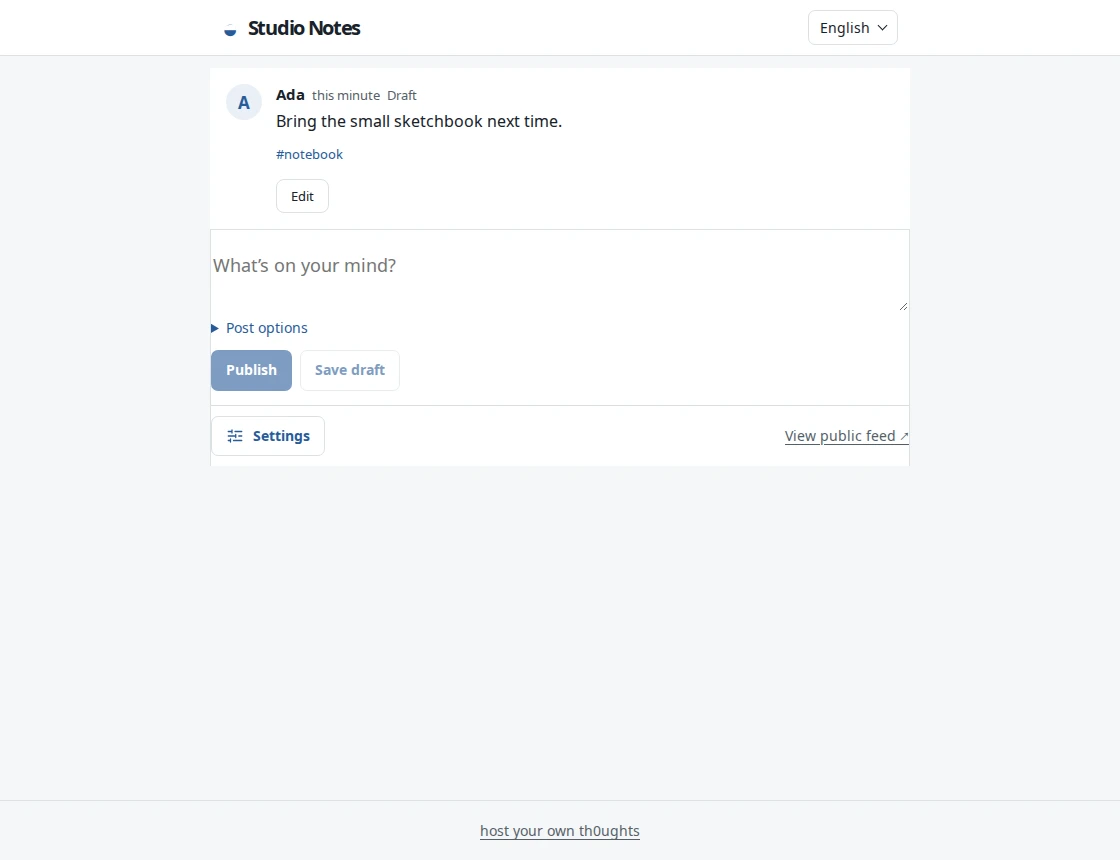 Studio Notes
English
A
Ada this minute Draft
Bring the small sketchbook next time.
#notebook
Edit
What's on your mind?
Post options
Publish
Save draft
Settings
View public feed ↗
host your own th0ughts